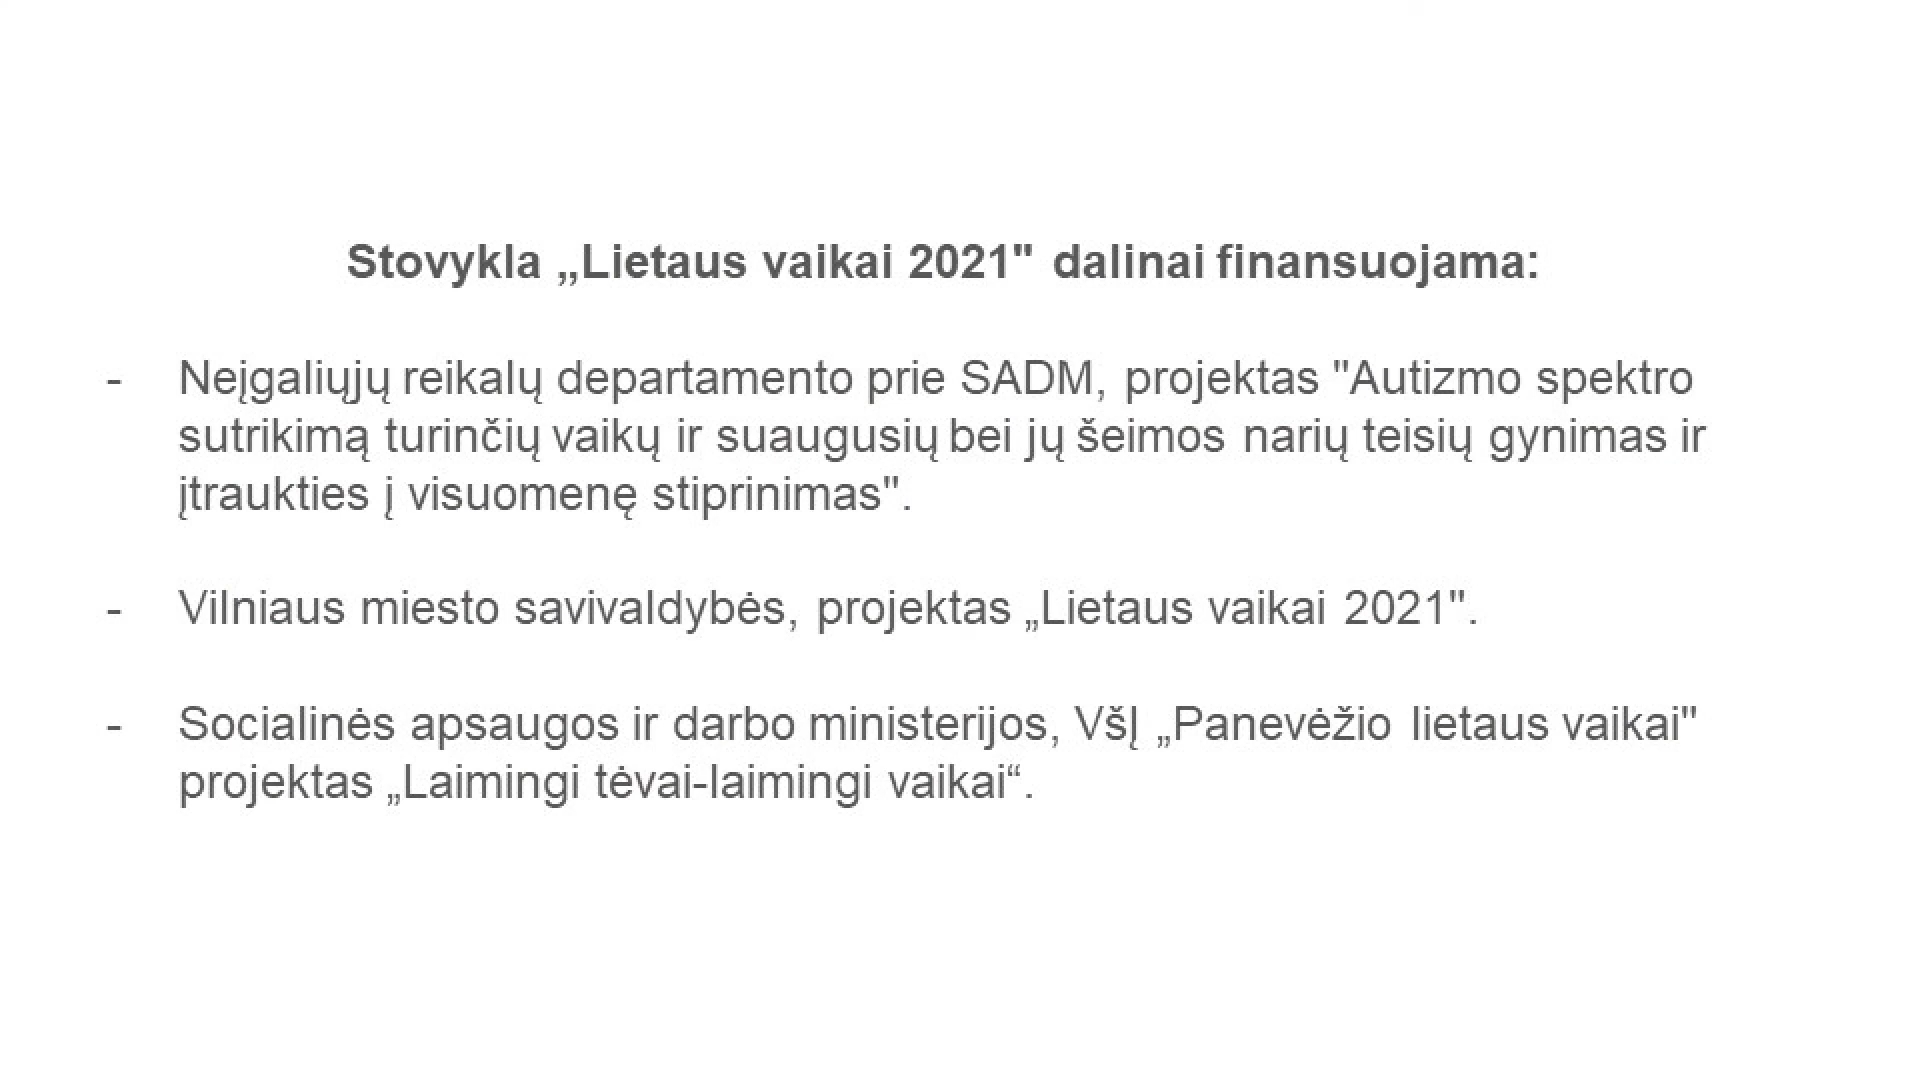 Stovykla „Lietaus vaikai 2021" dalinai finansuojama:
- Neįgaliųjų reikalų departamento prie SADM, projektas "Autizmo spektro
sutrikimą turinčių vaikų ir suaugusių bei jų šeimos narių teisių gynimas ir
įtraukties į visuomenę stiprinimas".
- Vilniaus miesto savivaldybės, projektas „Lietaus vaikai 2021".
- Socialinės apsaugos ir darbo ministerijos, VšĮ „Panevėžio lietaus vaikai"
projektas „Laimingi tėvai-laimingi vaikai“.